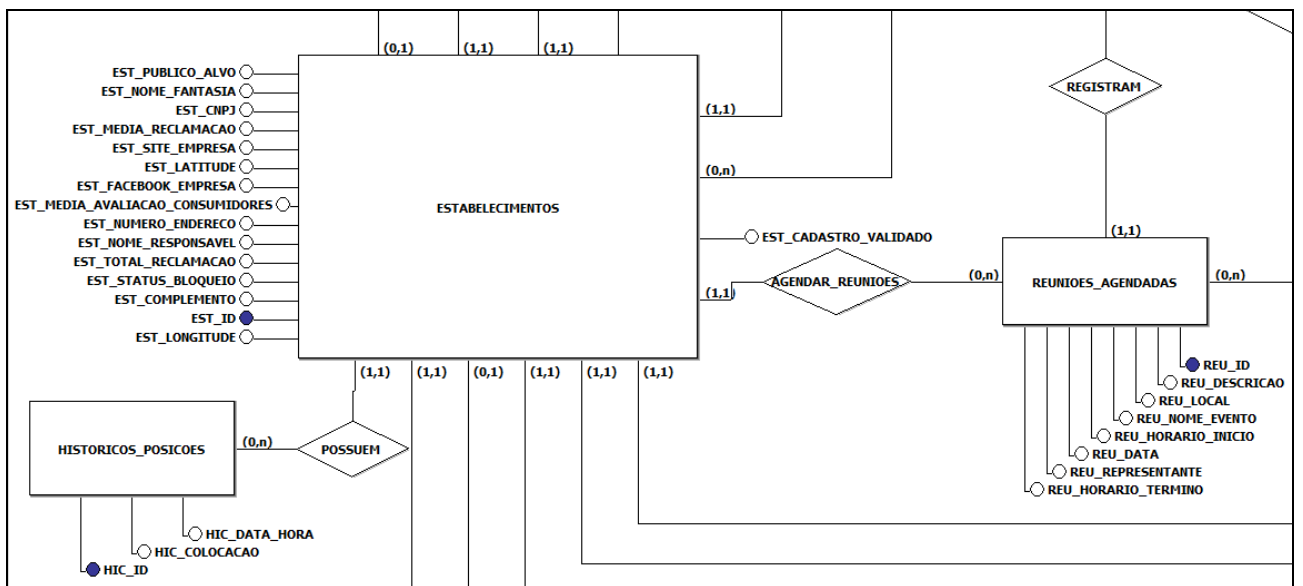 (0,1)
(1,1)
(1,1)
EST_PUBLICO_ALVO
EST_NOME_FANTASIA
EST_CNPJ
EST_MEDIA_RECLAMACAO
EST_SITE_EMPRESA
EST_LATITUDE
EST_FACEBOOK_EMPRESA
EST_MEDIA_AVALIACAO_CONSUMIDORES
EST_NUMERO_ENDERECO
EST_NOME_RESPONSAVEL
EST_TOTAL_RECLAMACAO
EST_STATUS_BLOQUEIO
EST_COMPLEMENTO
EST_ID
EST_LONGITUDE
ESTABELECIMENTOS
(1,1)
(0,n)
EST_CADASTRO_VALIDADO
(1,1)
AGENDAR_REUNIOES
(0,n)
REGISTRAM
(1,1)
REUNIOES_AGENDADAS
(0,n)
REU_ID
REU_DESCRICAO
REU_LOCAL
REU_NOME_EVENTO
REU_HORARIO_INICIO
REU_DATA
REU_REPRESENTANTE
REU_HORARIO_TERMINO
(1,1)
(1,1)
(0,1)
(1,1)
(1,1)
(1,1)
HISTORICOS_POSICOES
(0,n)
POSSUEM
HIC_DATA_HORA
HIC_COLOCACAO
HIC_ID